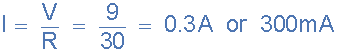 I = V/R = 9/30 = 0.3A or 300mA